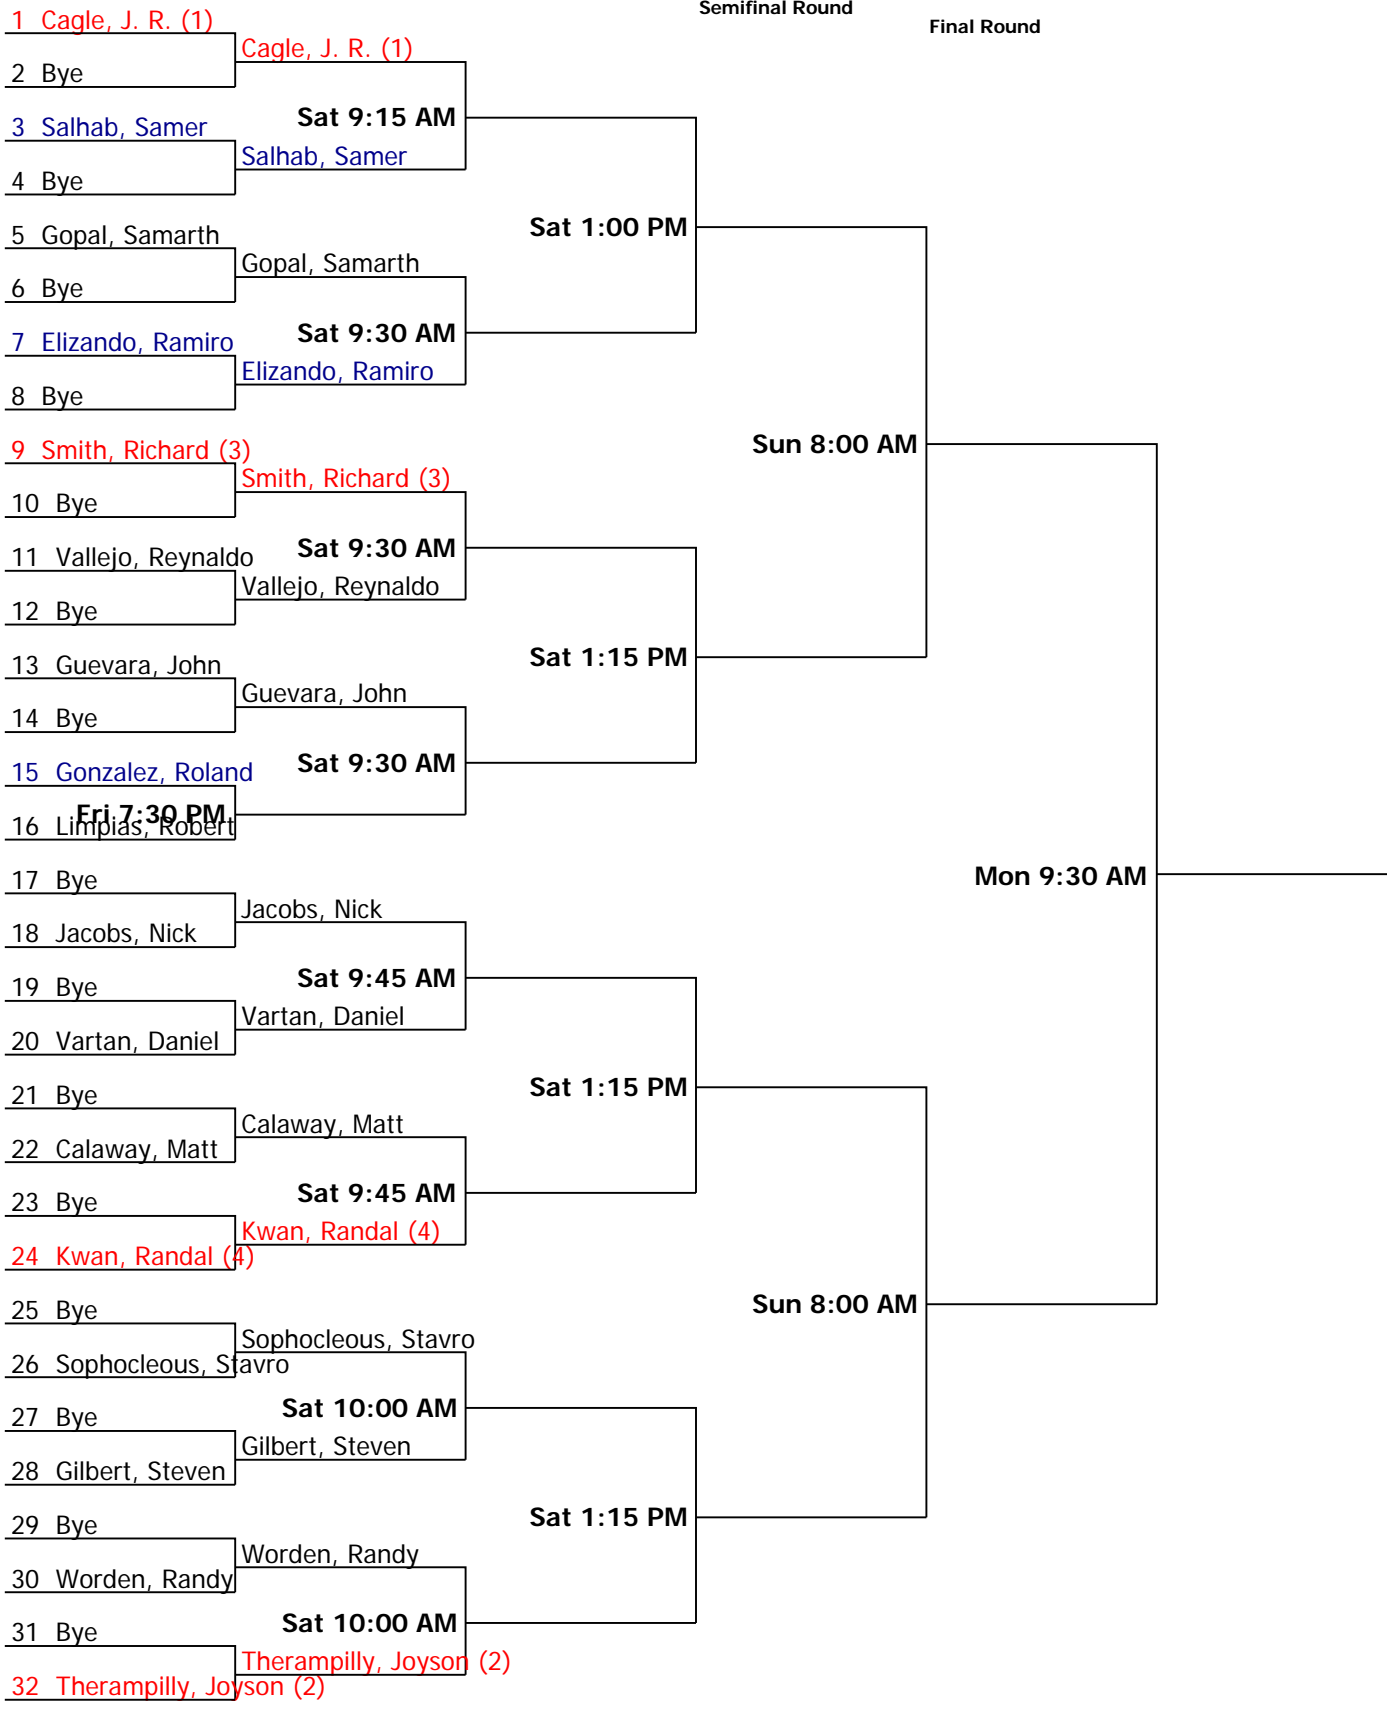 Semifinal Round
Final Round
1 Cagle, J. R. (1)
Cagle, J. R. (1)
2 Bye
Sat 9:15 AM
3 Salhab, Samer
Salhab, Samer
4 Bye
Sat 1:00 PM
5 Gopal, Samarth
Gopal, Samarth
6 Bye
Sat 9:30 AM
7 Elizando, Ramiro
Elizando, Ramiro
8 Bye
Sun 8:00 AM
9 Smith, Richard (3)
Smith, Richard (3)
10 Bye
Sat 9:30 AM
11 Vallejo, Reynaldo
Vallejo, Reynaldo
12 Bye
Sat 1:15 PM
13 Guevara, John
Guevara, John
14 Bye
Sat 9:30 AM
15 Gonzalez, Roland
Fri 7:30 PM
16 Limpias, Robert
Mon 9:30 AM
17 Bye
Jacobs, Nick
18 Jacobs, Nick
Sat 9:45 AM
19 Bye
Vartan, Daniel
20 Vartan, Daniel
Sat 1:15 PM
21 Bye
Calaway, Matt
22 Calaway, Matt
Sat 9:45 AM
23 Bye
Kwan, Randal (4)
24 Kwan, Randal (4)
Sun 8:00 AM
25 Bye
Sophocleous, Stavro
26 Sophocleous, Stavro
Sat 10:00 AM
27 Bye
Gilbert, Steven
28 Gilbert, Steven
Sat 1:15 PM
29 Bye
Worden, Randy
30 Worden, Randy
Sat 10:00 AM
31 Bye
Therampilly, Joyson (2)
32 Therampilly, Joyson (2)